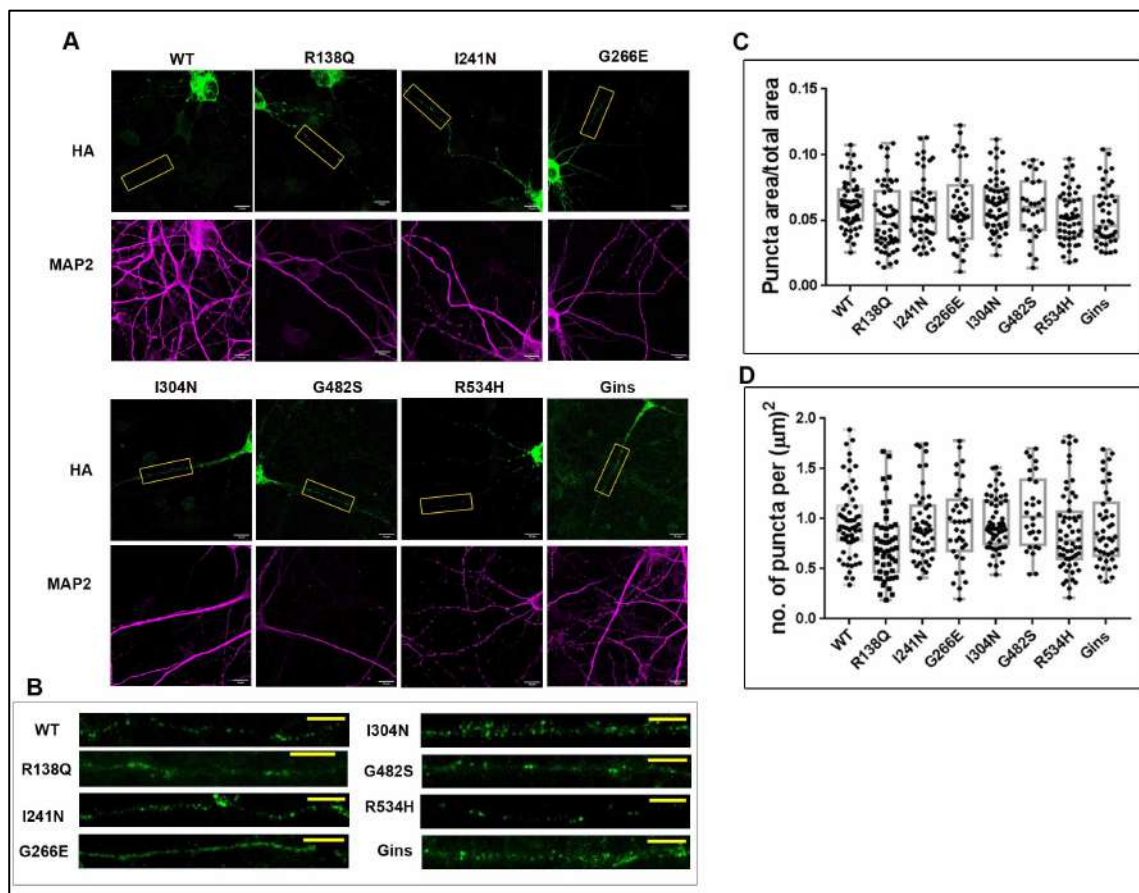 A
WT
R138Q
I241N
G266E
HA
MAP2
I304N
G482S
R534H
Gins
HA
MAP2
B
WT
R138Q
I241N
G266E
I304N
G482S
R534H
Gins
C
Puncta area/total area
0.15
0.10
0.05
0.00
WT
R138Q
I241N
G266E
I304N
G482S
R534H
Gins
D
no. of puncta per (μm)²
2.0
1.5
1.0
0.5
0.0
WT
R138Q
I241N
G266E
I304N
G482S
R534H
Gins